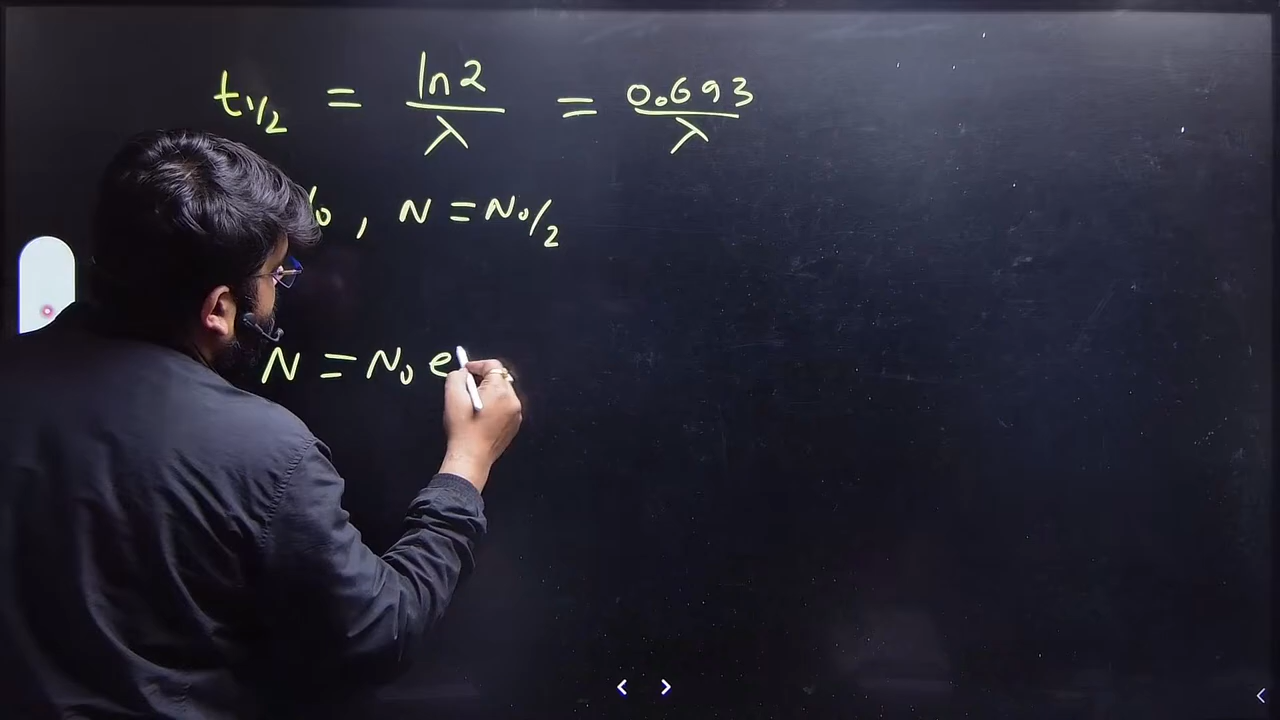 t1/2 = ln2/λ = 0.693/λ
, N = N0/2
N = N0 e